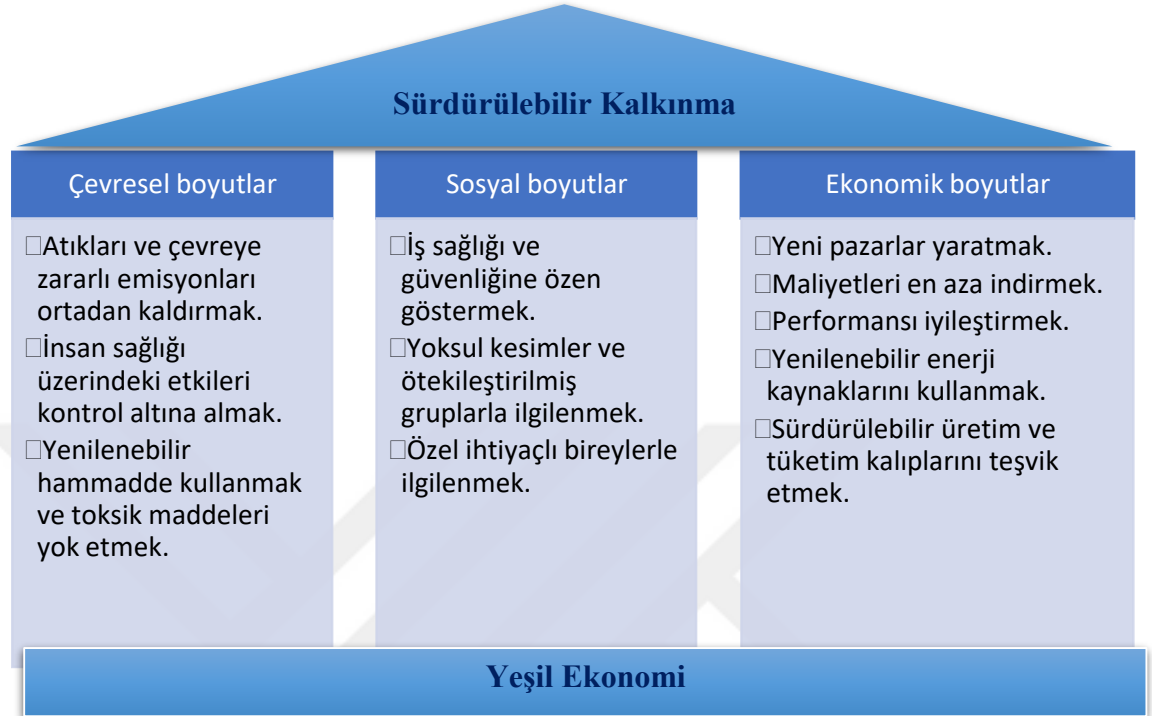 Sürdürülebilir Kalkınma
Çevresel boyutlar
□Atıkları ve çevreye
zararlı emisyonları
ortadan kaldırmak.
□İnsan sağlığı
üzerindeki etkileri
kontrol altına almak.
□Yenilenebilir
hammadde kullanmak
ve toksik maddeleri
yok etmek.
Sosyal boyutlar
□İş sağlığı ve
güvenliğine özen
göstermek.
□Yoksul kesimler ve
ötekileştirilmiş
gruplarla ilgilenmek.
□Özel ihtiyaçlı bireylerle
ilgilenmek.
Ekonomik boyutlar
□Yeni pazarlar yaratmak.
□Maliyetleri en aza indirmek.
□Performansı iyileştirmek.
□Yenilenebilir enerji
kaynaklarını kullanmak.
□Sürdürülebilir üretim ve
tüketim kalıplarını teşvik
etmek.
Yeşil Ekonomi